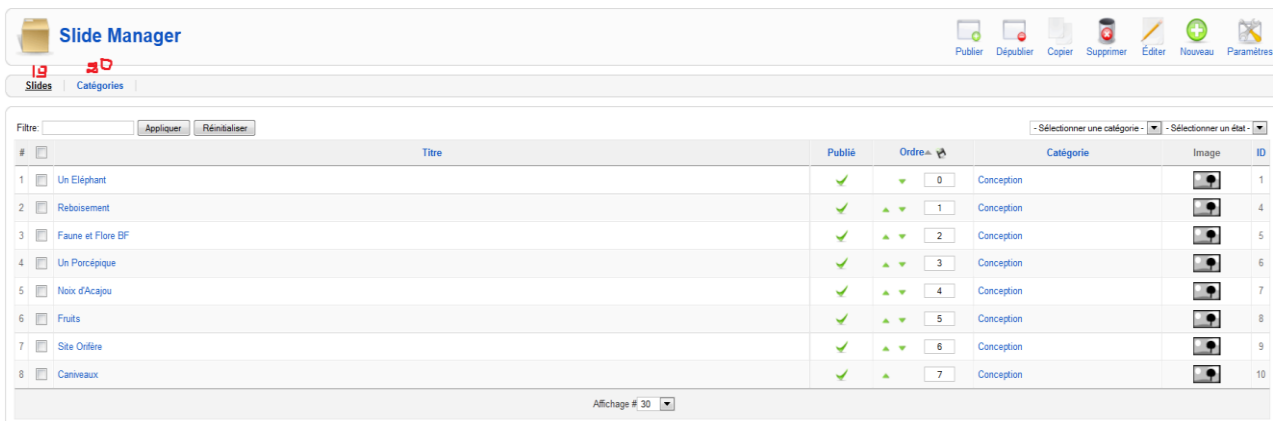 Slide Manager
Publier Dépublier Copier Supprimer Éditer Nouveau Paramètres
19 20
Slides Catégories
Filtre: Appliquer Réinitialiser - Sélectionner une catégorie - - Sélectionner un état -
# Titre Publié Ordre Catégorie Image ID
1 Un Eléphant 0 Conception 1
2 Reboisement 1 Conception 4
3 Faune et Flore BF 2 Conception 5
4 Un Porcépique 3 Conception 6
5 Noix d'Acajou 4 Conception 7
6 Fruits 5 Conception 8
7 Site Orifère 6 Conception 9
8 Caniveaux 7 Conception 10
Affichage # 30